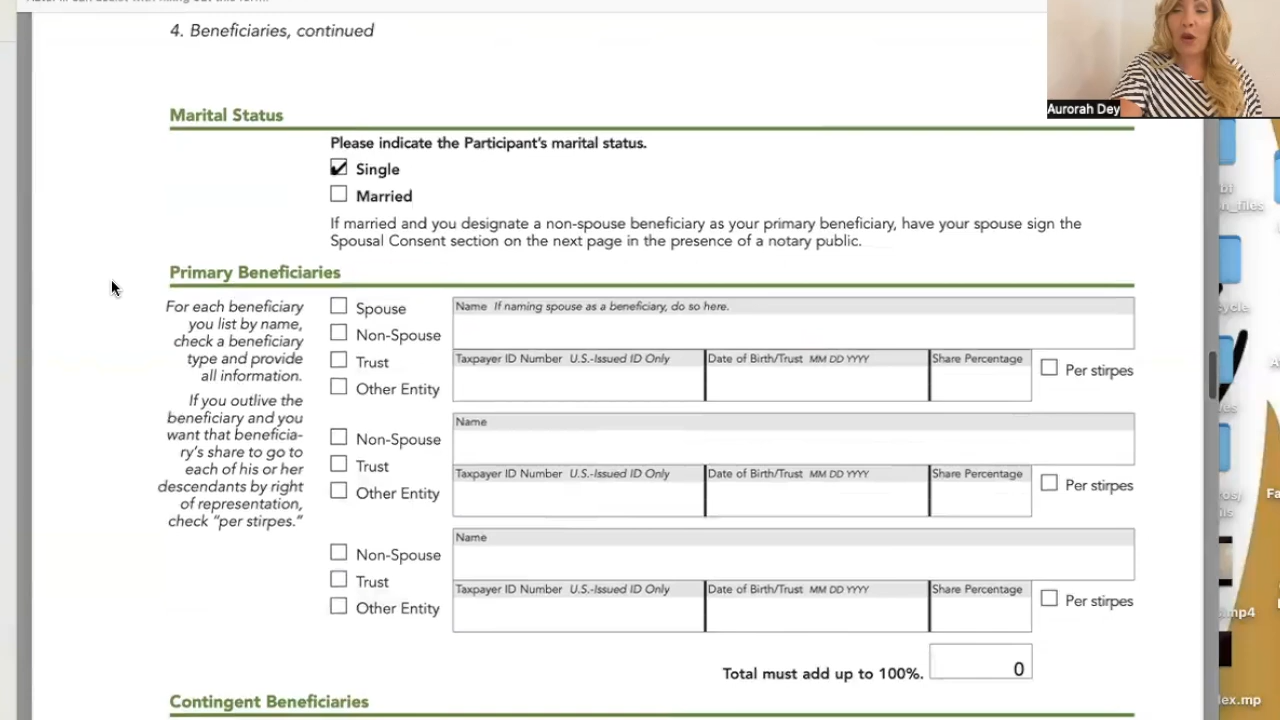 4. Beneficiaries, continued
Aurorah Dey
Marital Status
Please indicate the Participant's marital status.
Single
Married
If married and you designate a non-spouse beneficiary as your primary beneficiary, have your spouse sign the
Spousal Consent section on the next page in the presence of a notary public.
Primary Beneficiaries
For each beneficiary
you list by name,
check a beneficiary
type and provide
all information.
If you outlive the
beneficiary and you
want that beneficia-
ry's share to go to
each of his or her
descendants by right
of representation,
check "per stirpes."
Spouse
Non-Spouse
Trust
Other Entity
Name If naming spouse as a beneficiary, do so here.
Taxpayer ID Number U.S.-Issued ID Only
Date of Birth/Trust MM DD YYYY
Share Percentage
Per stirpes
Non-Spouse
Trust
Other Entity
Name
Taxpayer ID Number U.S.-Issued ID Only
Date of Birth/Trust MM DD YYYY
Share Percentage
Per stirpes
Non-Spouse
Trust
Other Entity
Name
Taxpayer ID Number U.S.-Issued ID Only
Date of Birth/Trust MM DD YYYY
Share Percentage
Per stirpes
Total must add up to 100%.
0
Contingent Beneficiaries